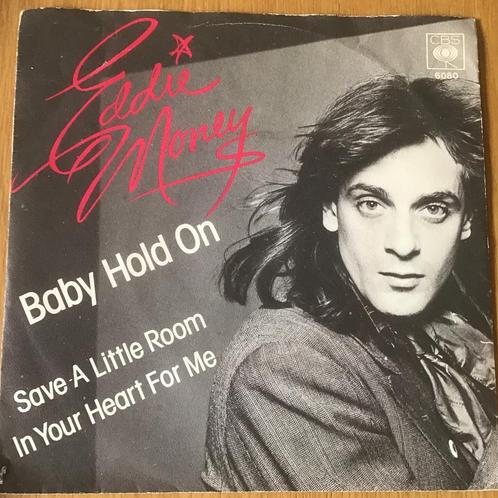 Eddie
Money
CBS
6080
Baby Hold On
Save A Little Room
In Your Heart For Me